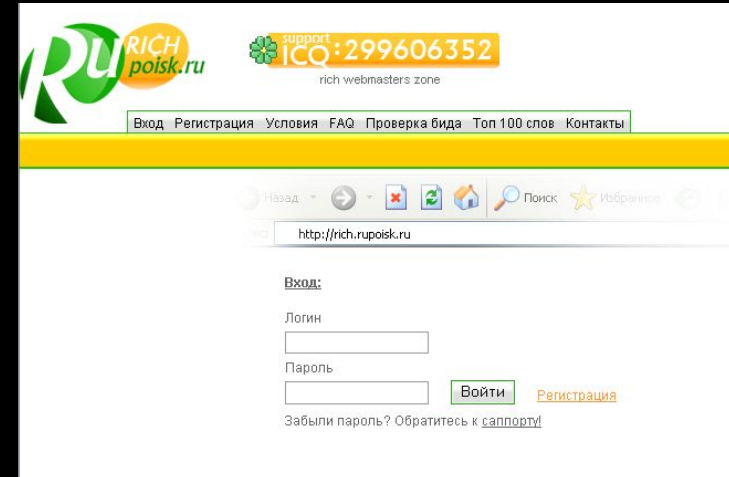 RU RICH
poisk.ru
support
ICQ:299606352
rich webmasters zone
Вход Регистрация Условия FAQ Проверка бида Топ 100 слов Контакты
Назад Поиск Избранное
http://rich.rupoisk.ru
Вход:
Логин
Пароль
Войти Регистрация
Забыли пароль? Обратитесь к саппорту!